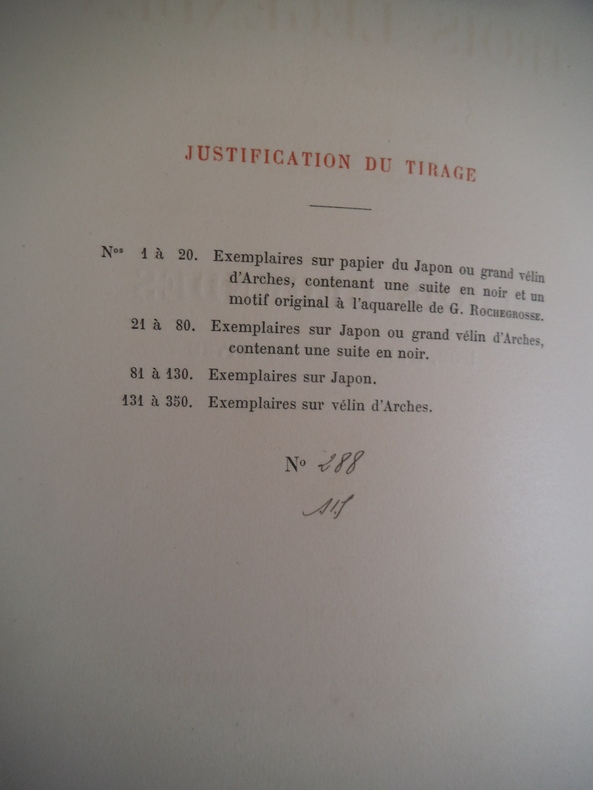 JUSTIFICATION DU TIRAGE
Nos 1 à 20. Exemplaires sur papier du Japon ou grand vélin
d'Arches, contenant une suite en noir et un
motif original à l'aquarelle de G. ROCHEGROSSE.
21 à 80. Exemplaires sur Japon ou grand vélin d'Arches,
contenant une suite en noir.
81 à 130. Exemplaires sur Japon.
131 à 350. Exemplaires sur vélin d'Arches.
No 288